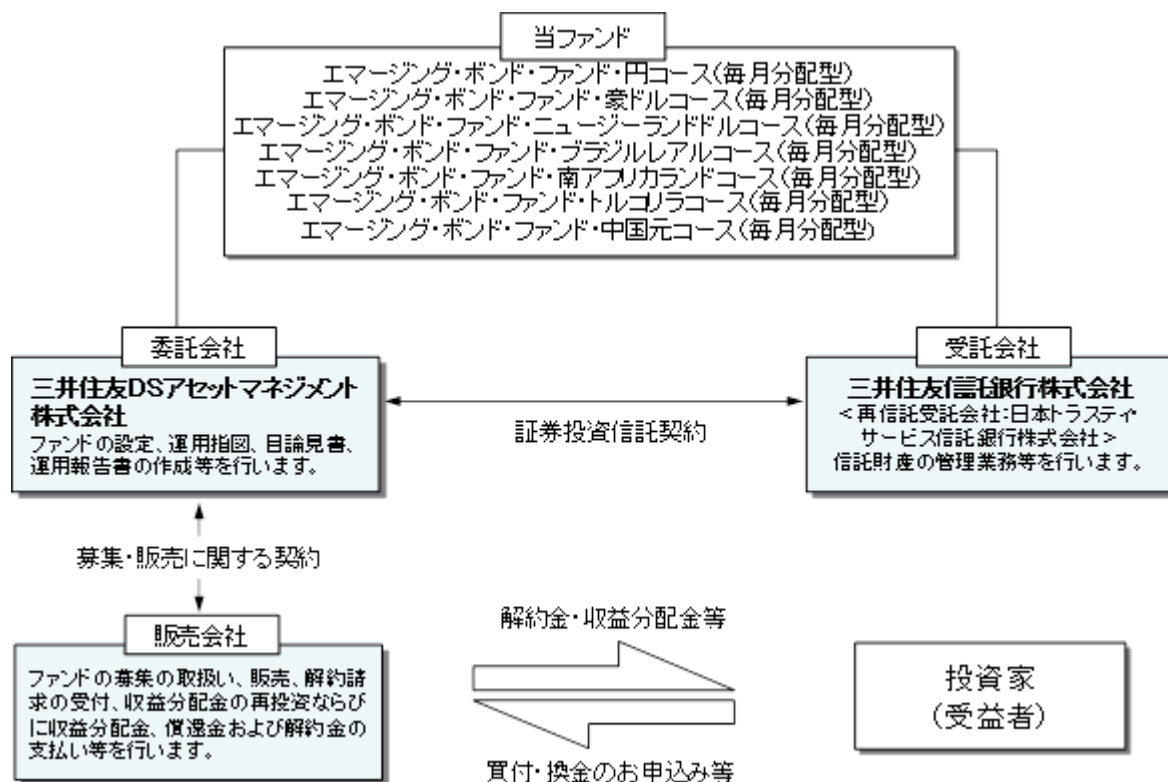 当ファンド
エマージング・ボンド・ファンド・円コース(毎月分配型)
エマージング・ボンド・ファンド・豪ドルコース(毎月分配型)
エマージング・ボンド・ファンド・ニュージーランドドルコース(毎月分配型)
エマージング・ボンド・ファンド・ブラジルレアルコース(毎月分配型)
エマージング・ボンド・ファンド・南アフリカランドコース(毎月分配型)
エマージング・ボンド・ファンド・トルコリラコース(毎月分配型)
エマージング・ボンド・ファンド・中国元コース(毎月分配型)
委託会社
三井住友DSアセットマネジメント
株式会社
ファンドの設定、運用指図、目論見書、
運用報告書の作成等を行います。
証券投資信託契約
受託会社
三井住友信託銀行株式会社
<再信託受託会社:日本トラスティ・
サービス信託銀行株式会社>
信託財産の管理業務等を行います。
募集・販売に関する契約
販売会社
ファンドの募集の取扱い、販売、解約請
求の受付、収益分配金の再投資ならび
に収益分配金、償還金および解約金の
支払い等を行います。
解約金・収益分配金等
買付・換金のお申込み等
投資家
(受益者)